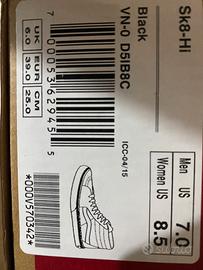 Sk8-Hi
Black
VN-0 D5IB8C
Men US 7.0
Women US 8.5
UK 6.0
EUR 39.0
CM 25.0
7 00053 62945 5
ICC-04/15
*000V570342*